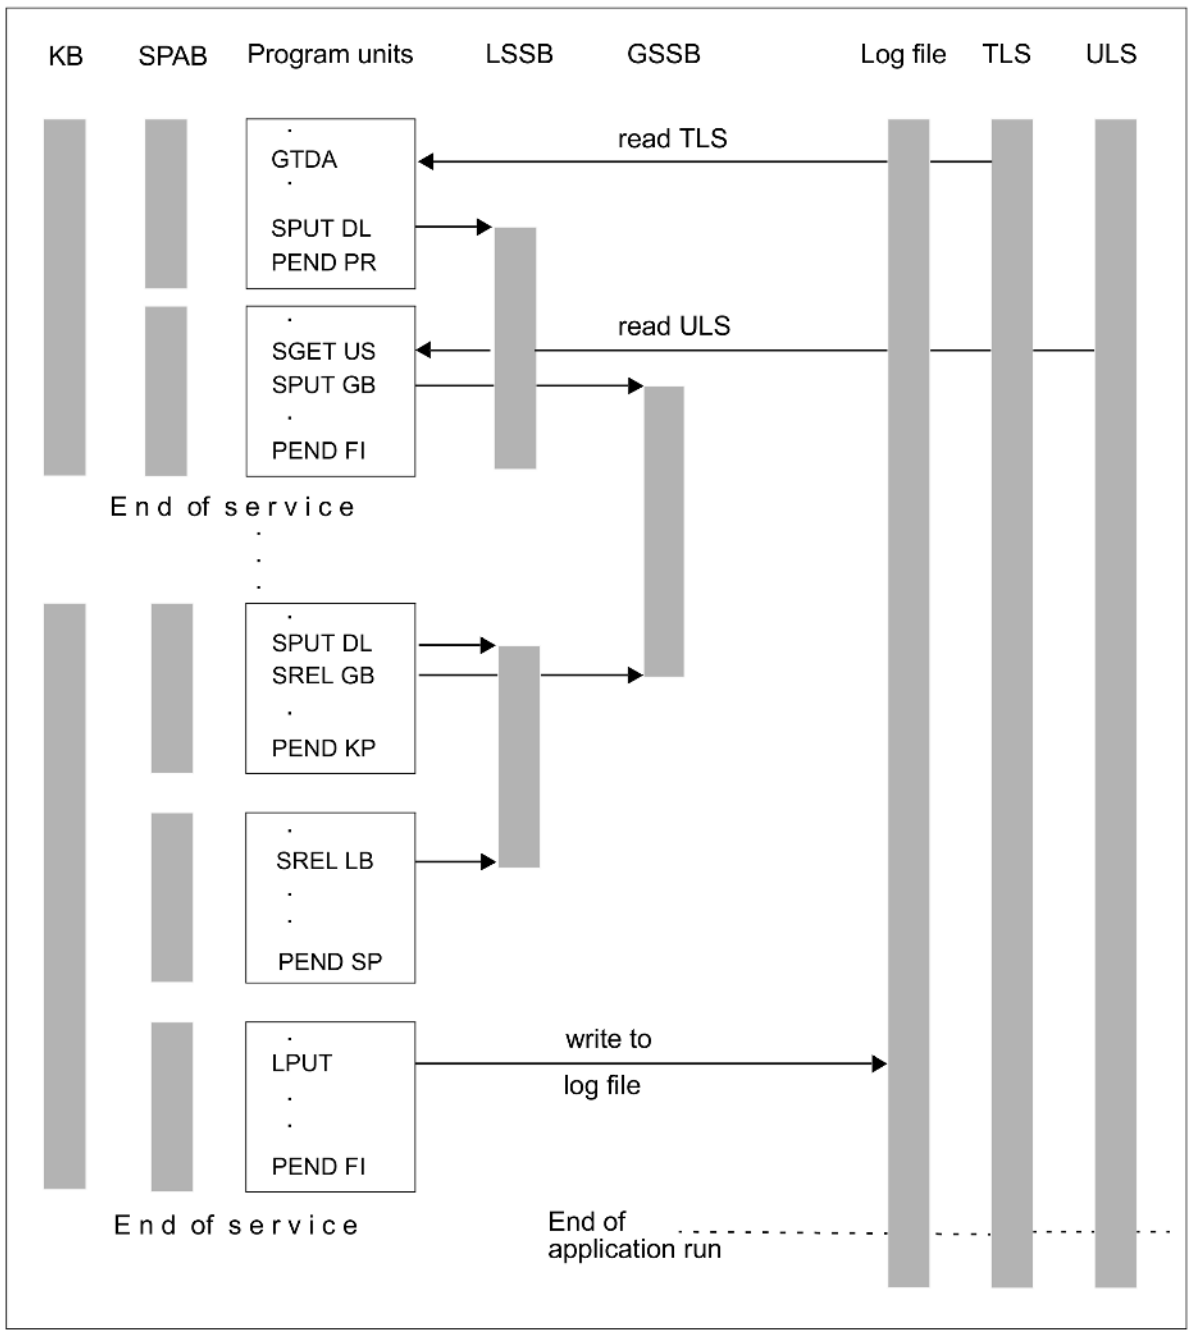 KB SPAB Program units LSSB GSSB Log file TLS ULS
read TLS
GTDA
SPUT DL
PEND PR
read ULS
SGET US
SPUT GB
PEND FI
End of service
SPUT DL
SREL GB
PEND KP
SREL LB
PEND SP
write to
LPUT
log file
PEND FI
End of service
End of
application run